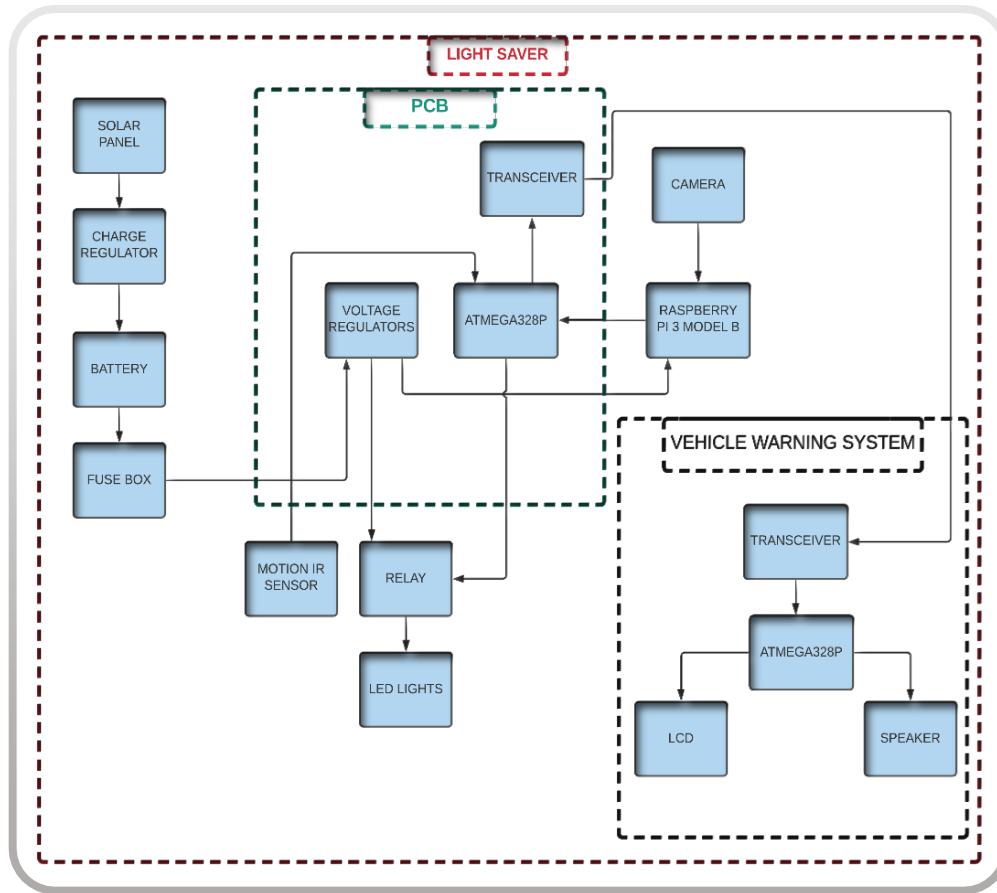 LIGHT SAVER
PCB
SOLAR
PANEL
TRANSCEIVER
CAMERA
CHARGE
REGULATOR
VOLTAGE
REGULATORS
ATMEGA328P
RASPBERRY
PI 3 MODEL B
BATTERY
FUSE BOX
VEHICLE WARNING SYSTEM
TRANSCEIVER
MOTION IR
SENSOR
RELAY
ATMEGA328P
LED LIGHTS
LCD
SPEAKER